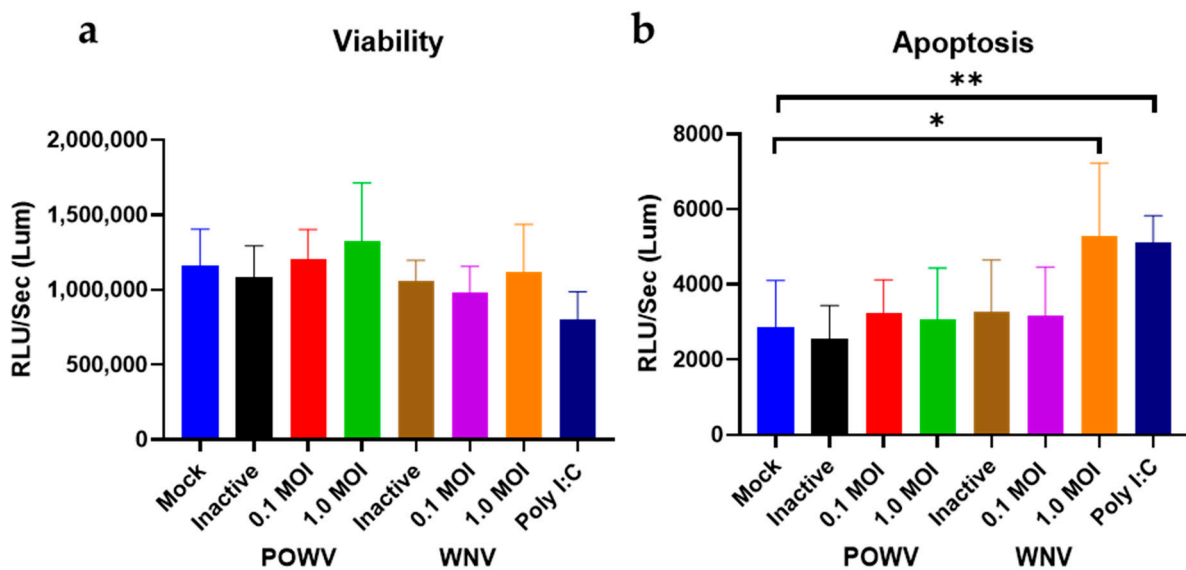 a
Viability
RLU/Sec (Lum)
2,000,000
1,500,000
1,000,000
500,000
0
Mock
Inactive
0.1 MOI
1.0 MOI
Inactive
0.1 MOI
1.0 MOI
Poly I:C
POWV
WNV
b
Apoptosis
**
*
RLU/Sec (Lum)
8000
6000
4000
2000
0
Mock
Inactive
0.1 MOI
1.0 MOI
Inactive
0.1 MOI
1.0 MOI
Poly I:C
POWV
WNV